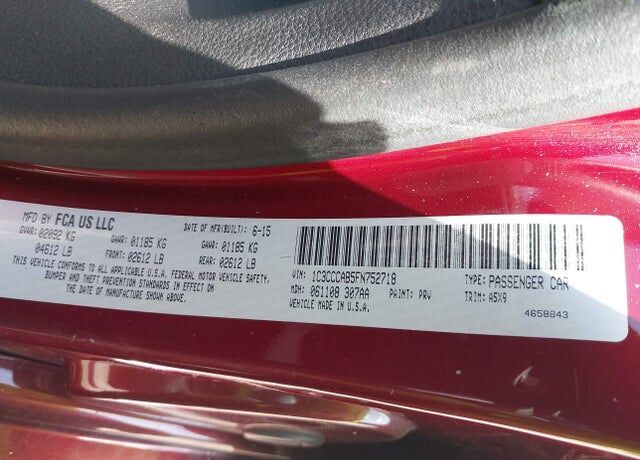 MFD BY FCA US LLC DATE OF MFR(BUILT): 6-15
GVWR: 02092 KG GAWR: 01185 KG GAWR: 01185 KG
04612 LB FRONT: 02612 LB REAR: 02612 LB
THIS VEHICLE CONFORMS TO ALL APPLICABLE U.S.A. FEDERAL MOTOR VEHICLE SAFETY,
BUMPER AND THEFT PREVENTION STANDARDS IN EFFECT ON
THE DATE OF MANUFACTURE SHOWN ABOVE.
VIN: 1C3CCCAB5FN752718 TYPE: PASSENGER CAR
MDH: 061108 307AA PAINT: PRV TRIM: A5X9
VEHICLE MADE IN U.S.A. 4658843